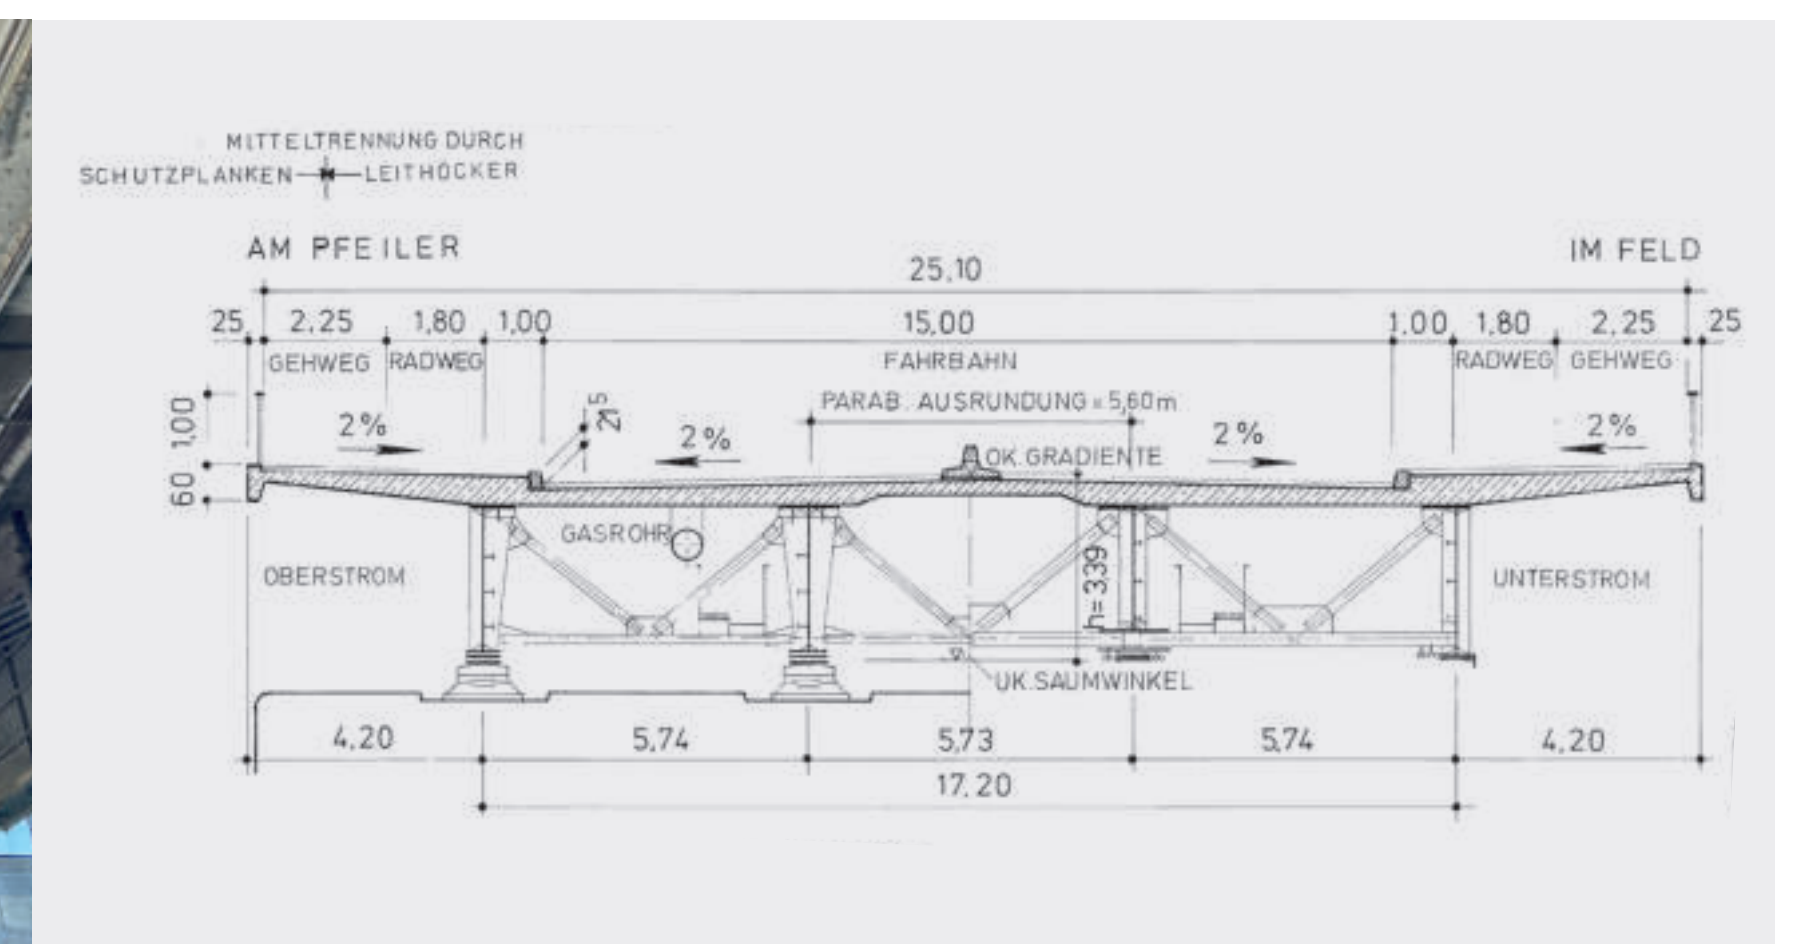 MITTELTRENNUNG DURCH
SCHUTZPLANKEN LEITHÖCKER
AM PFEILER IM FELD
25,10
25 2,25 1,80 1,00 15,00 1,00 1,80 2,25 25
GEHWEG RADWEG FAHRBAHN RADWEG GEHWEG
PARAB. AUSRUNDUNG = 5,60m
1,00
2% 2% 2% 2%
OK. GRADIENTE
60
GASROHR
OBERSTROM UNTERSTROM
h= 3,39
UK. SAUMWINKEL
4,20 5,74 5,73 5,74 4,20
17,20